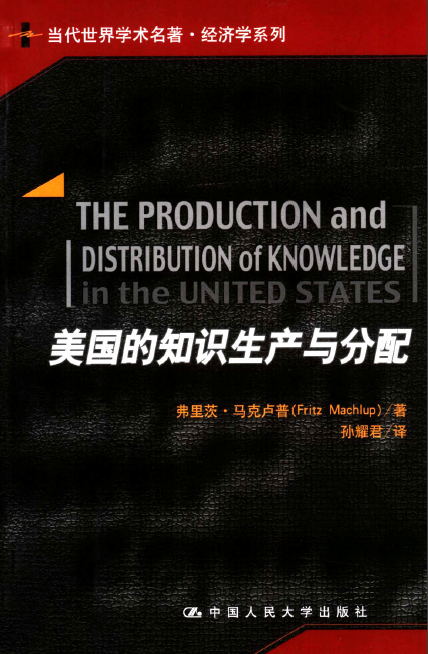 当代世界学术名著·经济学系列
THE PRODUCTION and
DISTRIBUTION of KNOWLEDGE
in the UNITED STATES
美国的知识生产与分配
弗里茨·马克卢普(Fritz Machlup)/著
孙耀君/译
中国人民大学出版社